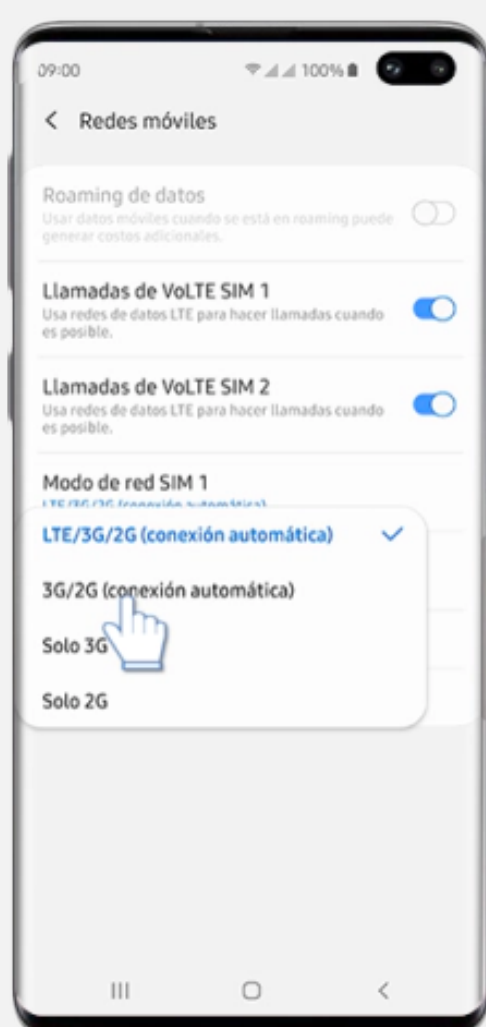 09:00 100%
Redes móviles
Roaming de datos
Usar datos móviles cuando se está en roaming puede
generar costos adicionales.
Llamadas de VoLTE SIM 1
Usa redes de datos LTE para hacer llamadas cuando
es posible.
Llamadas de VoLTE SIM 2
Usa redes de datos LTE para hacer llamadas cuando
es posible.
Modo de red SIM 1
LTE/3G/2G (conexión automática)
LTE/3G/2G (conexión automática)
3G/2G (conexión automática)
Solo 3G
Solo 2G